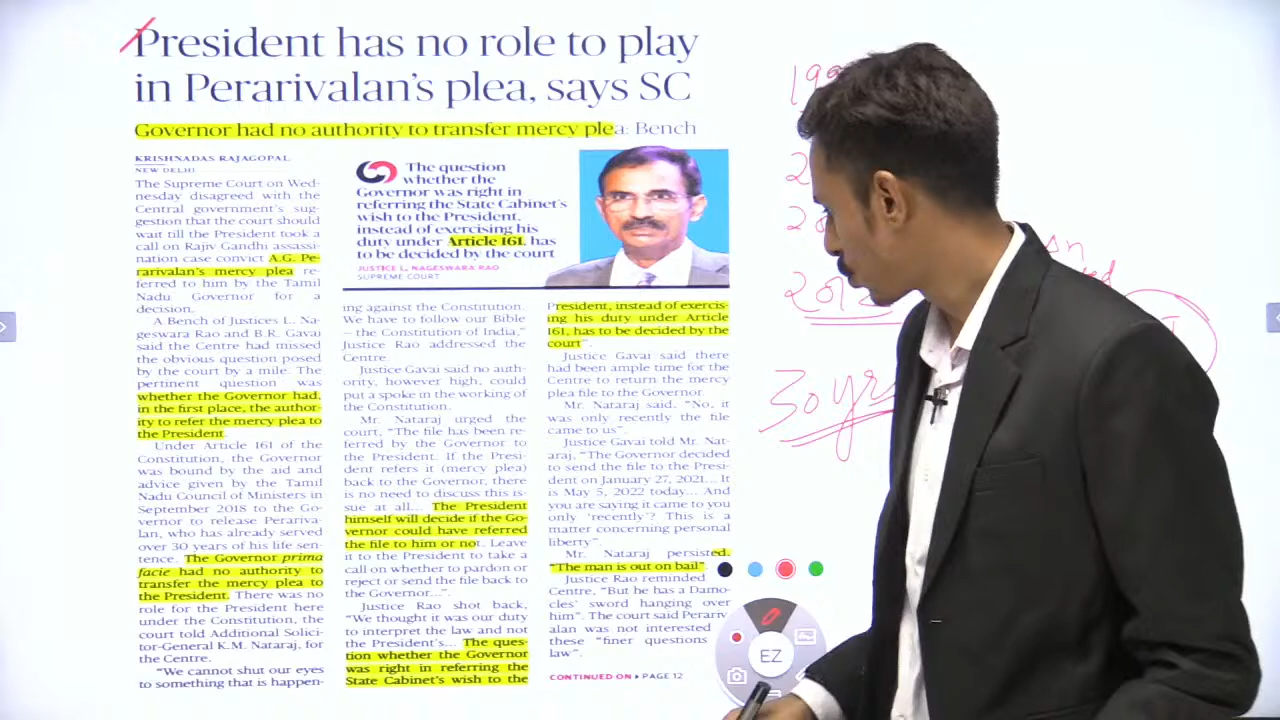 President has no role to play
in Perarivalan's plea, says SC
Governor had no authority to transfer mercy plea: Bench
KRISHNADAS RAJAGOPAL
NEW DELHI
The Supreme Court on Wed-
nesday disagreed with the
Central government's sug-
gestion that the court should
wait till the President took a
call on Rajiv Gandhi assassi-
nation case convict A.G. Pe-
rarivalan's mercy plea re-
ferred to him by the Tamil
Nadu Governor for a
decision.
A Bench of Justices L. Na-
geswara Rao and B.R. Gavai
said the Centre had missed
the obvious question posed
by the court by a mile. The
pertinent question was
whether the Governor had,
in the first place, the author-
ity to refer the mercy plea to
the President.
Under Article 161 of the
Constitution, the Governor
was bound by the aid and
advice given by the Tamil
Nadu Council of Ministers in
September 2018 to the Go-
vernor to release Perariva-
lan, who has already served
over 30 years of his life sen-
tence. The Governor prima
facie had no authority to
transfer the mercy plea to
the President. There was no
role for the President here
under the Constitution, the
court told Additional Solici-
tor-General K.M. Nataraj, for
the Centre.
"We cannot shut our eyes
to something that is happen-
The question
whether the
Governor was right in
referring the State Cabinet's
wish to the President,
instead of exercising his
duty under Article 161, has
to be decided by the court
JUSTICE L. NAGESWARA RAO
SUPREME COURT
ing against the Constitution.
We have to follow our Bible
– the Constitution of India,"
Justice Rao addressed the
Centre.
Justice Gavai said no auth-
ority, however high, could
put a spoke in the working of
the Constitution.
Mr. Nataraj urged the
court, "The file has been re-
ferred by the Governor to
the President. If the Presi-
dent refers it (mercy plea)
back to the Governor, there
is no need to discuss this is-
sue at all... The President
himself will decide if the Go-
vernor could have referred
the file to him or not. Leave
it to the President to take a
call on whether to pardon or
reject or send the file back to
the Governor...".
Justice Rao shot back,
"We thought it was our duty
to interpret the law and not
the President's... The ques-
tion whether the Governor
was right in referring the
State Cabinet's wish to the
President, instead of exercis-
ing his duty under Article
161, has to be decided by the
court".
Justice Gavai said there
had been ample time for the
Centre to return the mercy
plea file to the Governor.
Mr. Nataraj said, "No, it
was only recently the file
came to us".
Justice Gavai told Mr. Nat-
araj, "The Governor decided
to send the file to the Presi-
dent on January 27, 2021... It
is May 5, 2022 today... And
you are saying it came to you
only 'recently'? This is a
matter concerning personal
liberty".
Mr. Nataraj persisted,
"The man is out on bail".
Justice Rao reminded
Centre, "But he has a Damo-
cles' sword hanging over
him". The court said Perariv
alan was not interested
these "finer questions
law".
CONTINUED ON ▸ PAGE 12
30 yr
EZ